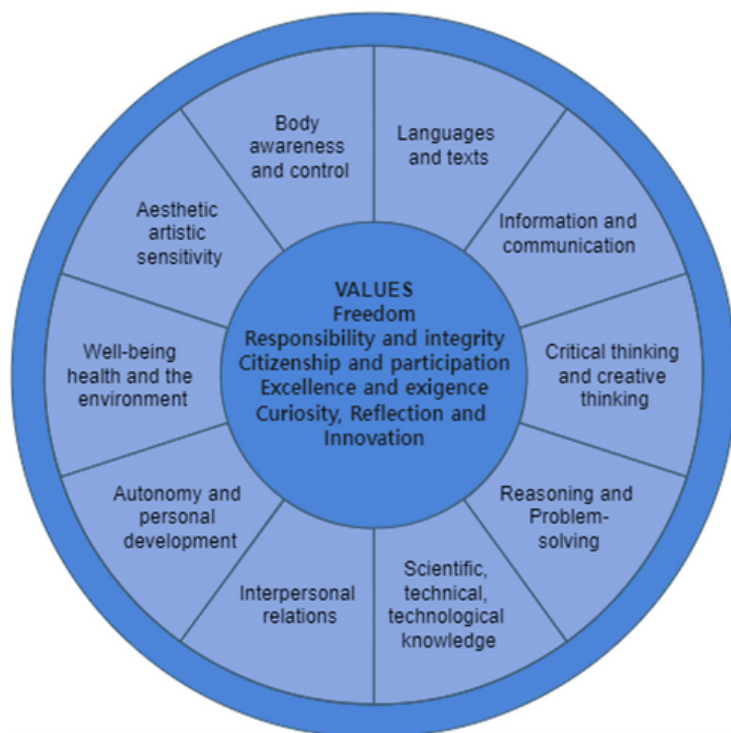 Body
awareness
and control
Languages
and texts
Information and
communication
Critical thinking
and creative
thinking
Reasoning and
Problem-
solving
Scientific,
technical,
technological
knowledge
Interpersonal
relations
Autonomy and
personal
development
Well-being
health and the
environment
Aesthetic
artistic
sensitivity
VALUES
Freedom
Responsibility and integrity
Citizenship and participation
Excellence and exigence
Curiosity, Reflection and
Innovation